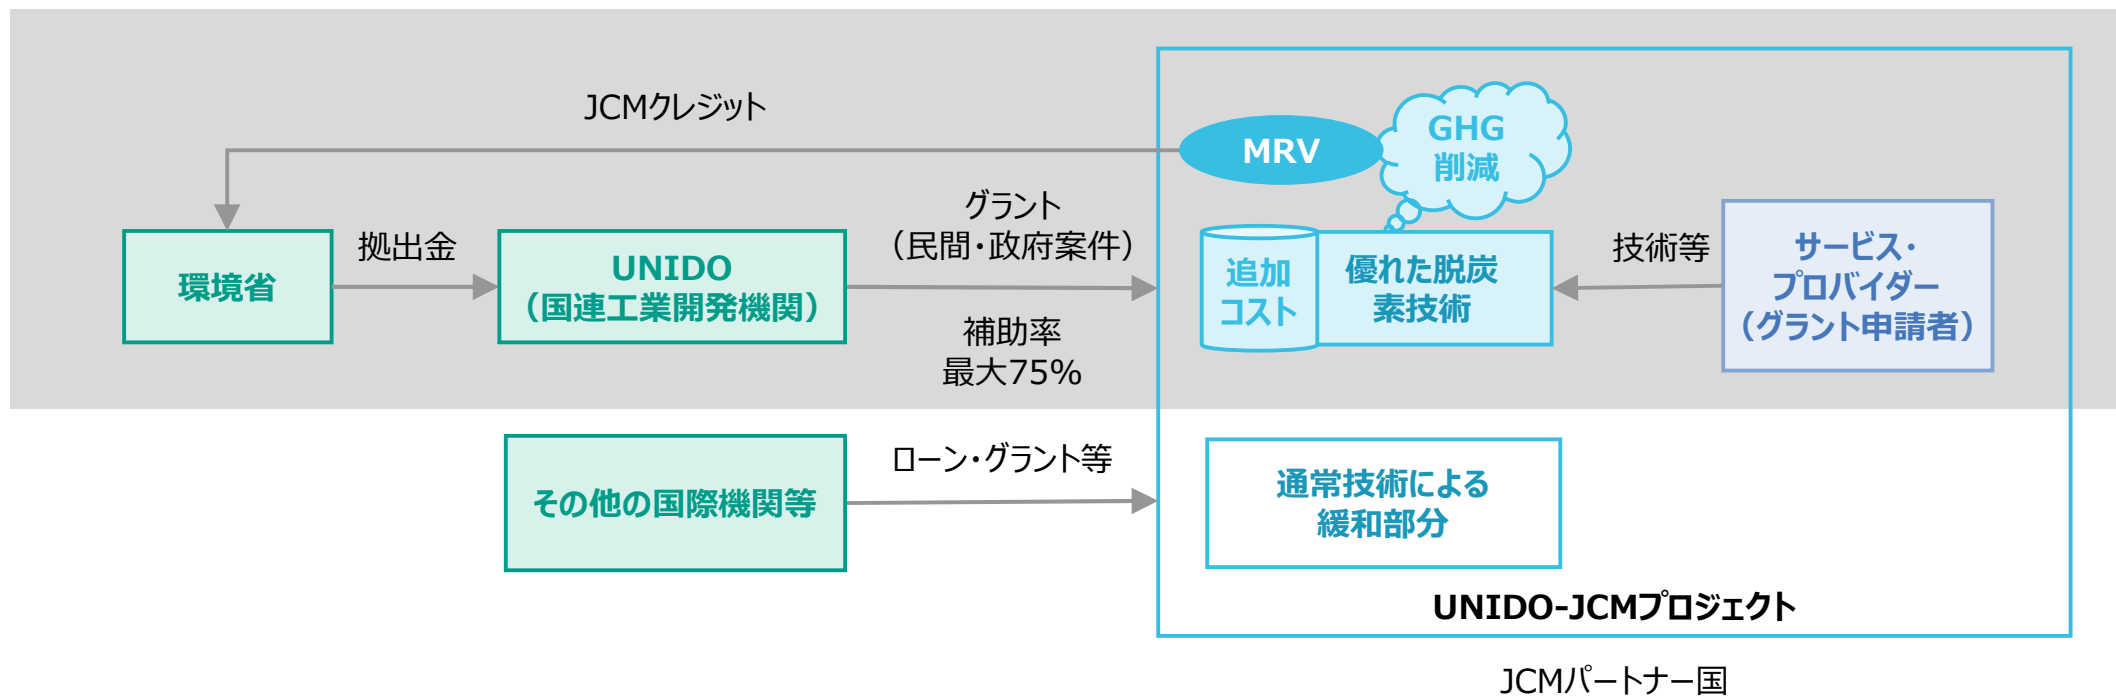 JCMクレジット
MRV
GHG
削減
環境省
拠出金
UNIDO
（国連工業開発機関）
グラント
（民間・政府案件）
補助率
最大75%
追加
コスト
優れた脱炭
素技術
技術等
サービス・
プロバイダー
（グラント申請者）
その他の国際機関等
ローン・グラント等
通常技術による
緩和部分
UNIDO-JCMプロジェクト
JCMパートナー国